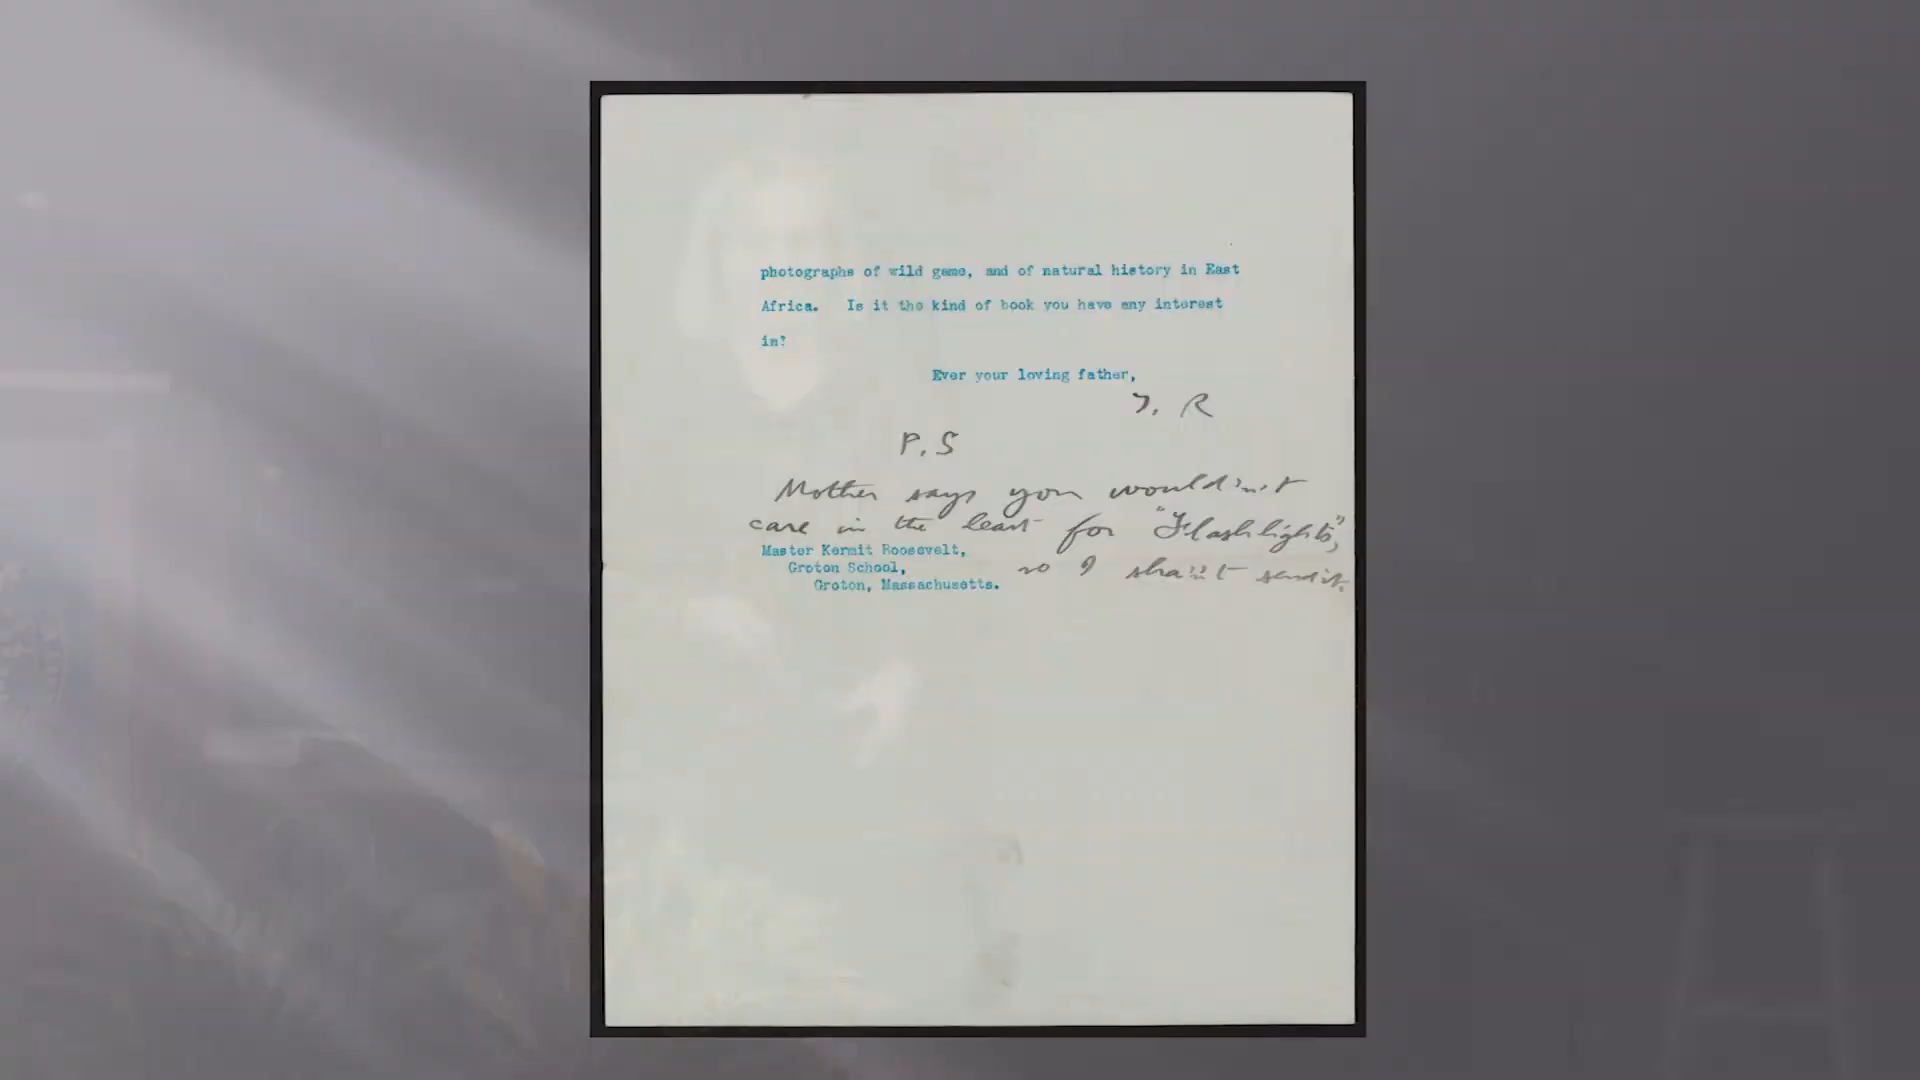 photographs of wild game, and of natural history in East
Africa. Is it the kind of book you have any interest
in?
Ever your loving father,
T. R
P.S
Mother says you wouldn't
care in the least for "Flashlights",
so I shan't send it.
Master Kermit Roosevelt,
Groton School,
Groton, Massachusetts.